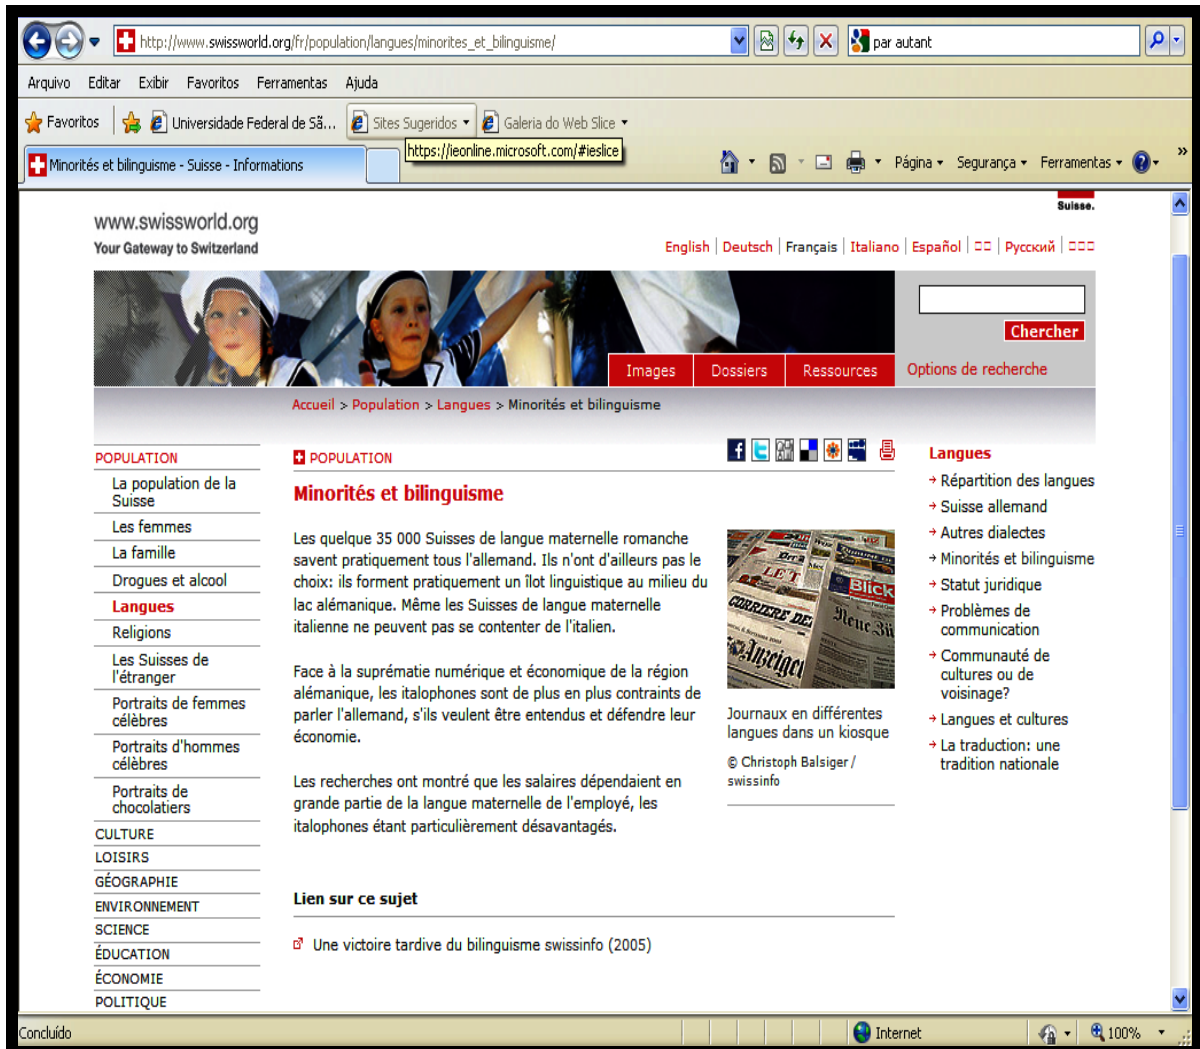 http://www.swissworld.org/fr/population/langues/minorites_et_bilinguisme/
par autant
Arquivo Editar Exibir Favoritos Ferramentas Ajuda
Favoritos Universidade Federal de Sã... Sites Sugeridos Galeria do Web Slice
https://ieonline.microsoft.com/#ieslice
Minorités et bilinguisme - Suisse - Informations
Página Segurança Ferramentas »
Suisse.
www.swissworld.org
Your Gateway to Switzerland
English | Deutsch | Français | Italiano | Español | □□ | Русский | □□□
Chercher
Images Dossiers Ressources Options de recherche
Accueil > Population > Langues > Minorités et bilinguisme
POPULATION
La population de la
Suisse
Les femmes
La famille
Drogues et alcool
Langues
Religions
Les Suisses de
l'étranger
Portraits de femmes
célèbres
Portraits d'hommes
célèbres
Portraits de
chocolatiers
CULTURE
LOISIRS
GÉOGRAPHIE
ENVIRONNEMENT
SCIENCE
ÉDUCATION
ÉCONOMIE
POLITIQUE
POPULATION
Minorités et bilinguisme
Les quelque 35 000 Suisses de langue maternelle romanche
savent pratiquement tous l'allemand. Ils n'ont d'ailleurs pas le
choix: ils forment pratiquement un îlot linguistique au milieu du
lac alémanique. Même les Suisses de langue maternelle
italienne ne peuvent pas se contenter de l'italien.
Face à la suprématie numérique et économique de la région
alémanique, les italophones sont de plus en plus contraints de
parler l'allemand, s'ils veulent être entendus et défendre leur
économie.
Les recherches ont montré que les salaires dépendaient en
grande partie de la langue maternelle de l'employé, les
italophones étant particulièrement désavantagés.
LE T
Blick
CORRIERE DE
Neue Zü
Anzeiger
Journaux en différentes
langues dans un kiosque
© Christoph Balsiger /
swissinfo
Lien sur ce sujet
Une victoire tardive du bilinguisme swissinfo (2005)
Langues
Répartition des langues
Suisse allemand
Autres dialectes
Minorités et bilinguisme
Statut juridique
Problèmes de
communication
Communauté de
cultures ou de
voisinage?
Langues et cultures
La traduction: une
tradition nationale
Concluído
Internet
100%